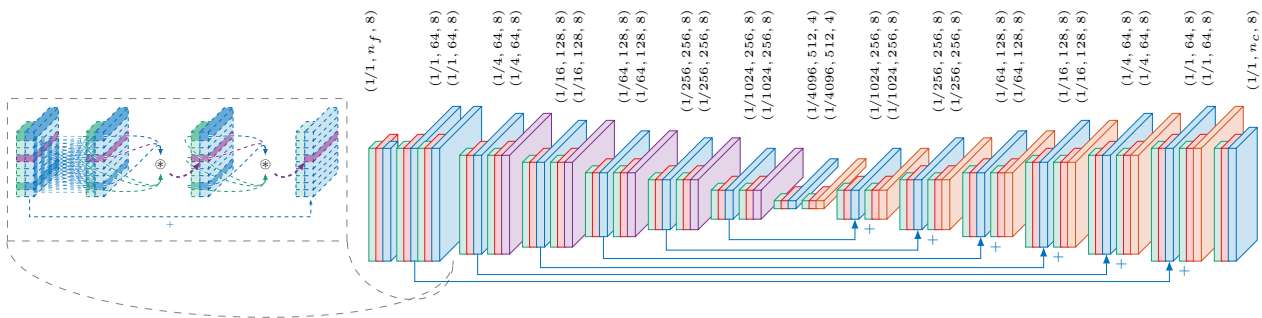 (1/1, n_f, 8)
(1/1, 64, 8)
(1/1, 64, 8)
(1/4, 64, 8)
(1/4, 64, 8)
(1/16, 128, 8)
(1/16, 128, 8)
(1/64, 128, 8)
(1/64, 128, 8)
(1/256, 256, 8)
(1/256, 256, 8)
(1/1024, 256, 8)
(1/1024, 256, 8)
(1/4096, 512, 4)
(1/4096, 512, 4)
(1/1024, 256, 8)
(1/1024, 256, 8)
(1/256, 256, 8)
(1/256, 256, 8)
(1/64, 128, 8)
(1/64, 128, 8)
(1/16, 128, 8)
(1/16, 128, 8)
(1/4, 64, 8)
(1/4, 64, 8)
(1/1, 64, 8)
(1/1, 64, 8)
(1/1, n_c, 8)
⊛
⊛
+
+
+
+
+
+
+